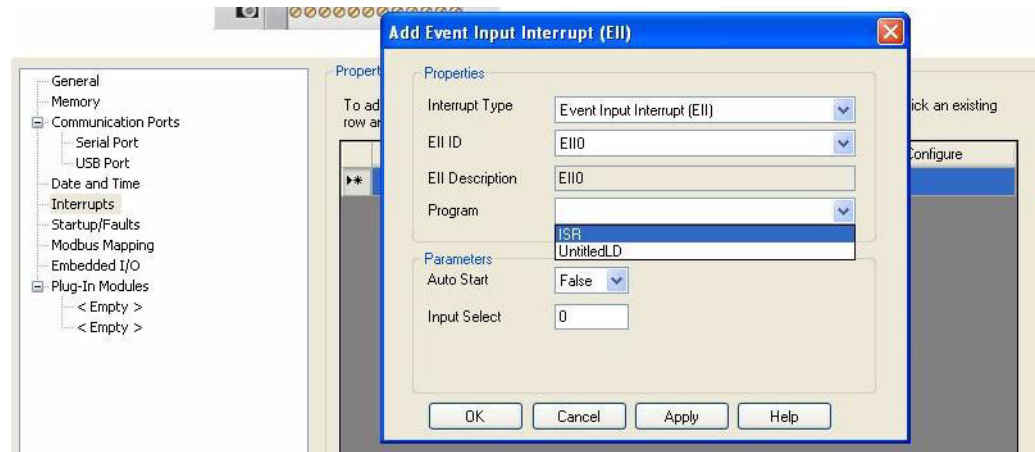 Add Event Input Interrupt (EII)
General
Memory
Communication Ports
Serial Port
USB Port
Date and Time
Interrupts
Startup/Faults
Modbus Mapping
Embedded I/O
Plug-In Modules
< Empty >
< Empty >
To ad
row ar
ick an existing
Configure
Properties
Interrupt Type
Event Input Interrupt (EII)
EII ID
EII0
EII Description
EII0
Program
ISR
UntitledLD
Parameters
Auto Start
False
Input Select
0
OK
Cancel
Apply
Help